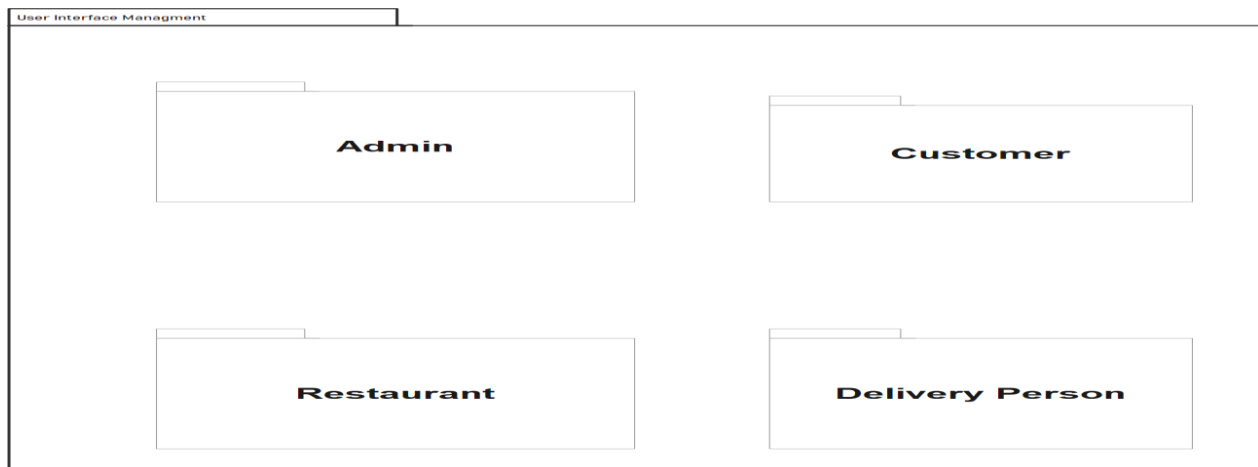 User Interface Managment
Admin
Customer
Restaurant
Delivery Person